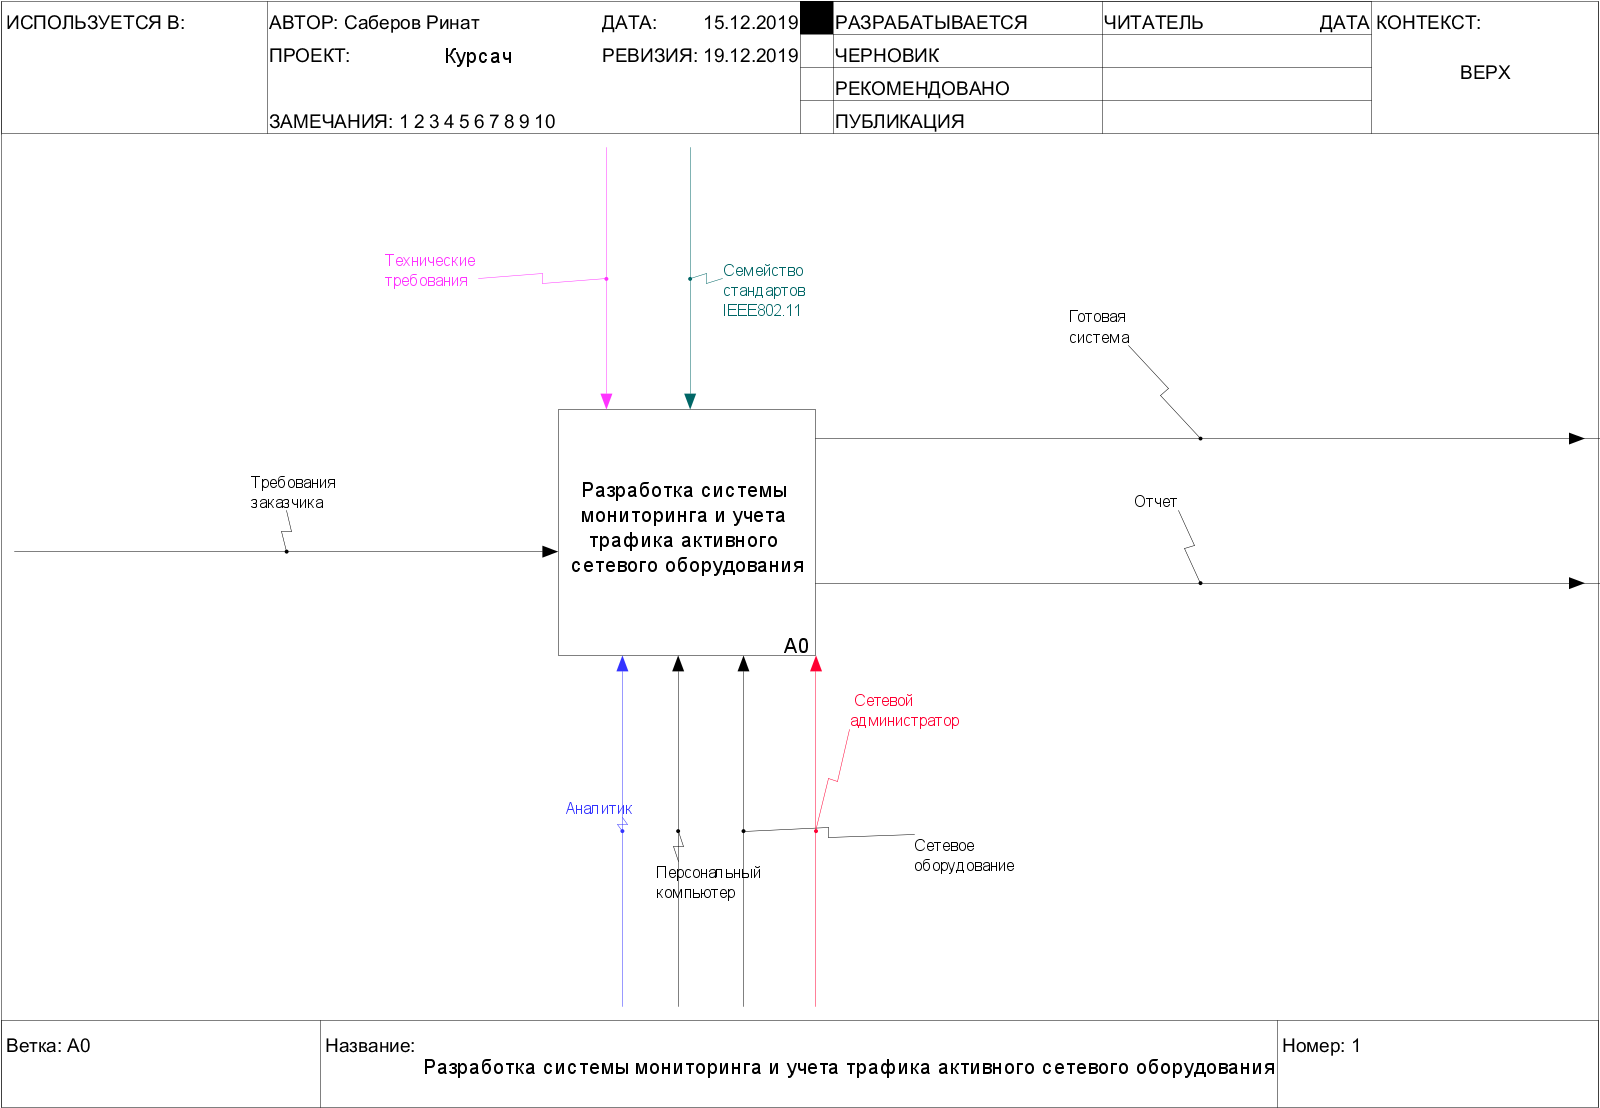 ИСПОЛЬЗУЕТСЯ В:
АВТОР: Саберов Ринат
ДАТА: 15.12.2019
ПРОЕКТ: Курсач
РЕВИЗИЯ: 19.12.2019
ЗАМЕЧАНИЯ: 1 2 3 4 5 6 7 8 9 10
РАЗРАБАТЫВАЕТСЯ
ЧЕРНОВИК
РЕКОМЕНДОВАНО
ПУБЛИКАЦИЯ
ЧИТАТЕЛЬ
ДАТА
КОНТЕКСТ:
ВЕРХ
Технические
требования
Семейство
стандартов
IEEE802.11
Готовая
система
Требования
заказчика
Разработка системы
мониторинга и учета
трафика активного
сетевого оборудования
A0
Отчет
Сетевой
администратор
Аналитик
Персональный
компьютер
Сетевое
оборудование
Ветка: A0
Название:
Разработка системы мониторинга и учета трафика активного сетевого оборудования
Номер: 1